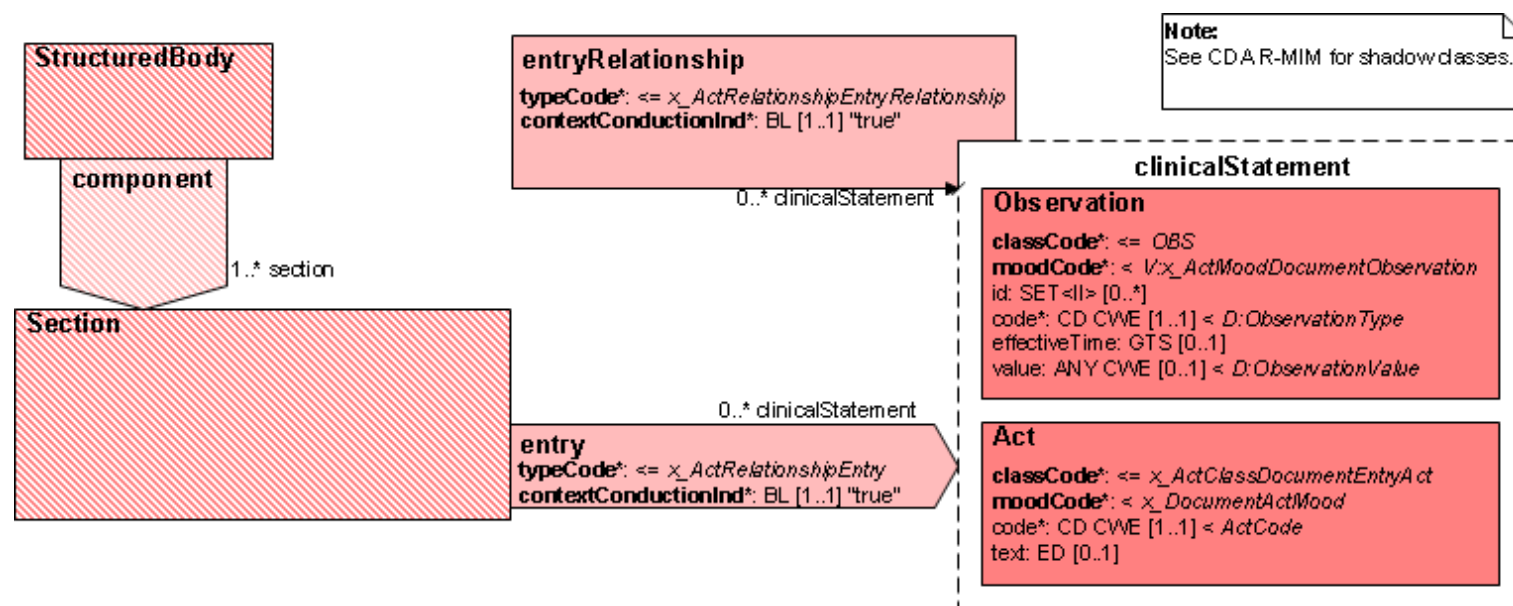 StructuredBody
component
1..* section
Section
entryRelationship
typeCode*: <= x_ActRelationshipEntryRelationship
contextConductionInd*: BL [1..1] "true"
0..* clinicalStatement
entry
typeCode*: <= x_ActRelationshipEntry
contextConductionInd*: BL [1..1] "true"
0..* clinicalStatement
Note:
See CDA R-MIM for shadow classes.
clinicalStatement
Observation
classCode*: <= OBS
moodCode*: < V:x_ActMoodDocumentObservation
id: SET<II> [0..*]
code*: CD CWE [1..1] < D:ObservationType
effectiveTime: GTS [0..1]
value: ANY CWE [0..1] < D:ObservationValue
Act
classCode*: <= x_ActClassDocumentEntryAct
moodCode*: < x_DocumentActMood
code*: CD CWE [1..1] < ActCode
text: ED [0..1]